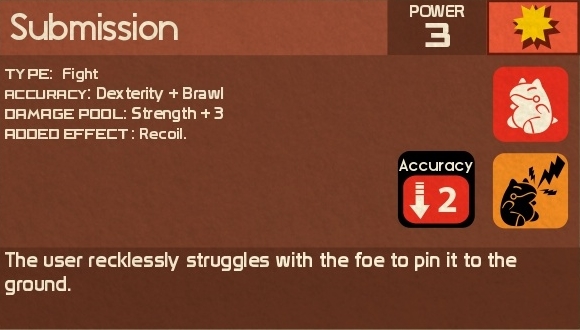 Submission
POWER
3
TYPE: Fight
ACCURACY: Dexterity + Brawl
DAMAGE POOL: Strength + 3
ADDED EFFECT: Recoil.
Accuracy
2
The user recklessly struggles with the foe to pin it to the
ground.